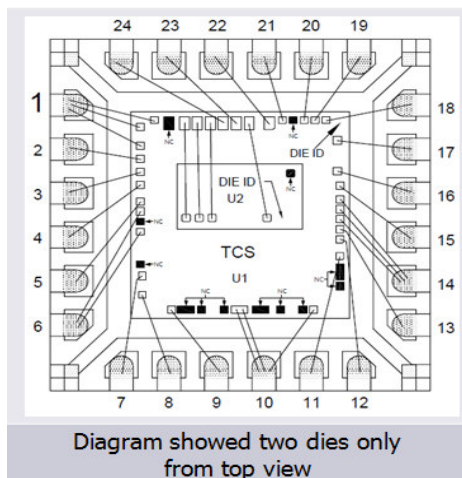 24 23 22 21 20 19
1
18
NC
NC
DIE ID
2
17
NC
DIE ID
U2
3
16
NC
4
15
TCS
NC
5
14
NC
U1
NC
NC
6
13
7 8 9 10 11 12
Diagram showed two dies only
from top view